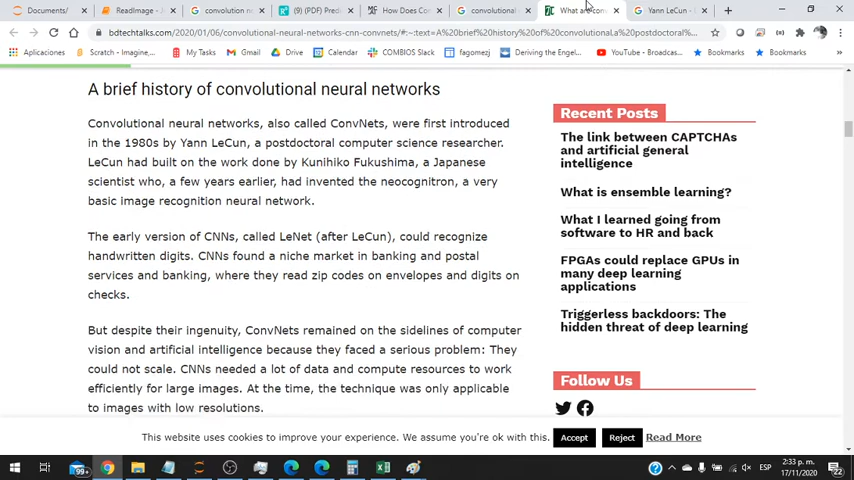 Documents/
ReadImage - J
convolution n
(9) (PDF) Pred
How Does Co
convolutional
What are con
Yann LeCun -
bdtechtalks.com/2020/01/06/convolutional-neural-networks-cnn-convnets/#:~:text=A%20brief%20history%20of%20convolutional,a%20postdoctoral%20computer%20science%20researcher.
Aplicaciones
Scratch – Imagine,...
My Tasks
Gmail
Drive
COMBIOS Slack
fagomezj
Deriving the Engel...
YouTube - Broadcas...
Bookmarks
Bookmarks
A brief history of convolutional neural networks
Convolutional neural networks, also called ConvNets, were first introduced
in the 1980s by Yann LeCun, a postdoctoral computer science researcher.
LeCun had built on the work done by Kunihiko Fukushima, a Japanese
scientist who, a few years earlier, had invented the neocognitron, a very
basic image recognition neural network.
The early version of CNNs, called LeNet (after LeCun), could recognize
handwritten digits. CNNs found a niche market in banking and postal
services and banking, where they read zip codes on envelopes and digits on
checks.
But despite their ingenuity, ConvNets remained on the sidelines of computer
vision and artificial intelligence because they faced a serious problem: They
could not scale. CNNs needed a lot of data and compute resources to work
efficiently for large images. At the time, the technique was only applicable
to images with low resolutions.
Recent Posts
The link between CAPTCHAs
and artificial general
intelligence
What is ensemble learning?
What I learned going from
software to HR and back
FPGAs could replace GPUs in
many deep learning
applications
Triggerless backdoors: The
hidden threat of deep learning
Follow Us
This website uses cookies to improve your experience. We assume you're ok with this.
Accept
Reject
Read More
99+
ESP
2:33 p. m.
17/11/2020
22